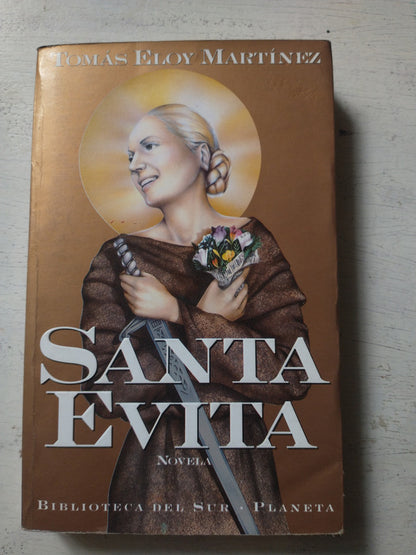 TOMÁS ELOY MARTÍNEZ
SANTA
EVITA
NOVELA
BIBLIOTECA DEL SUR · PLANETA